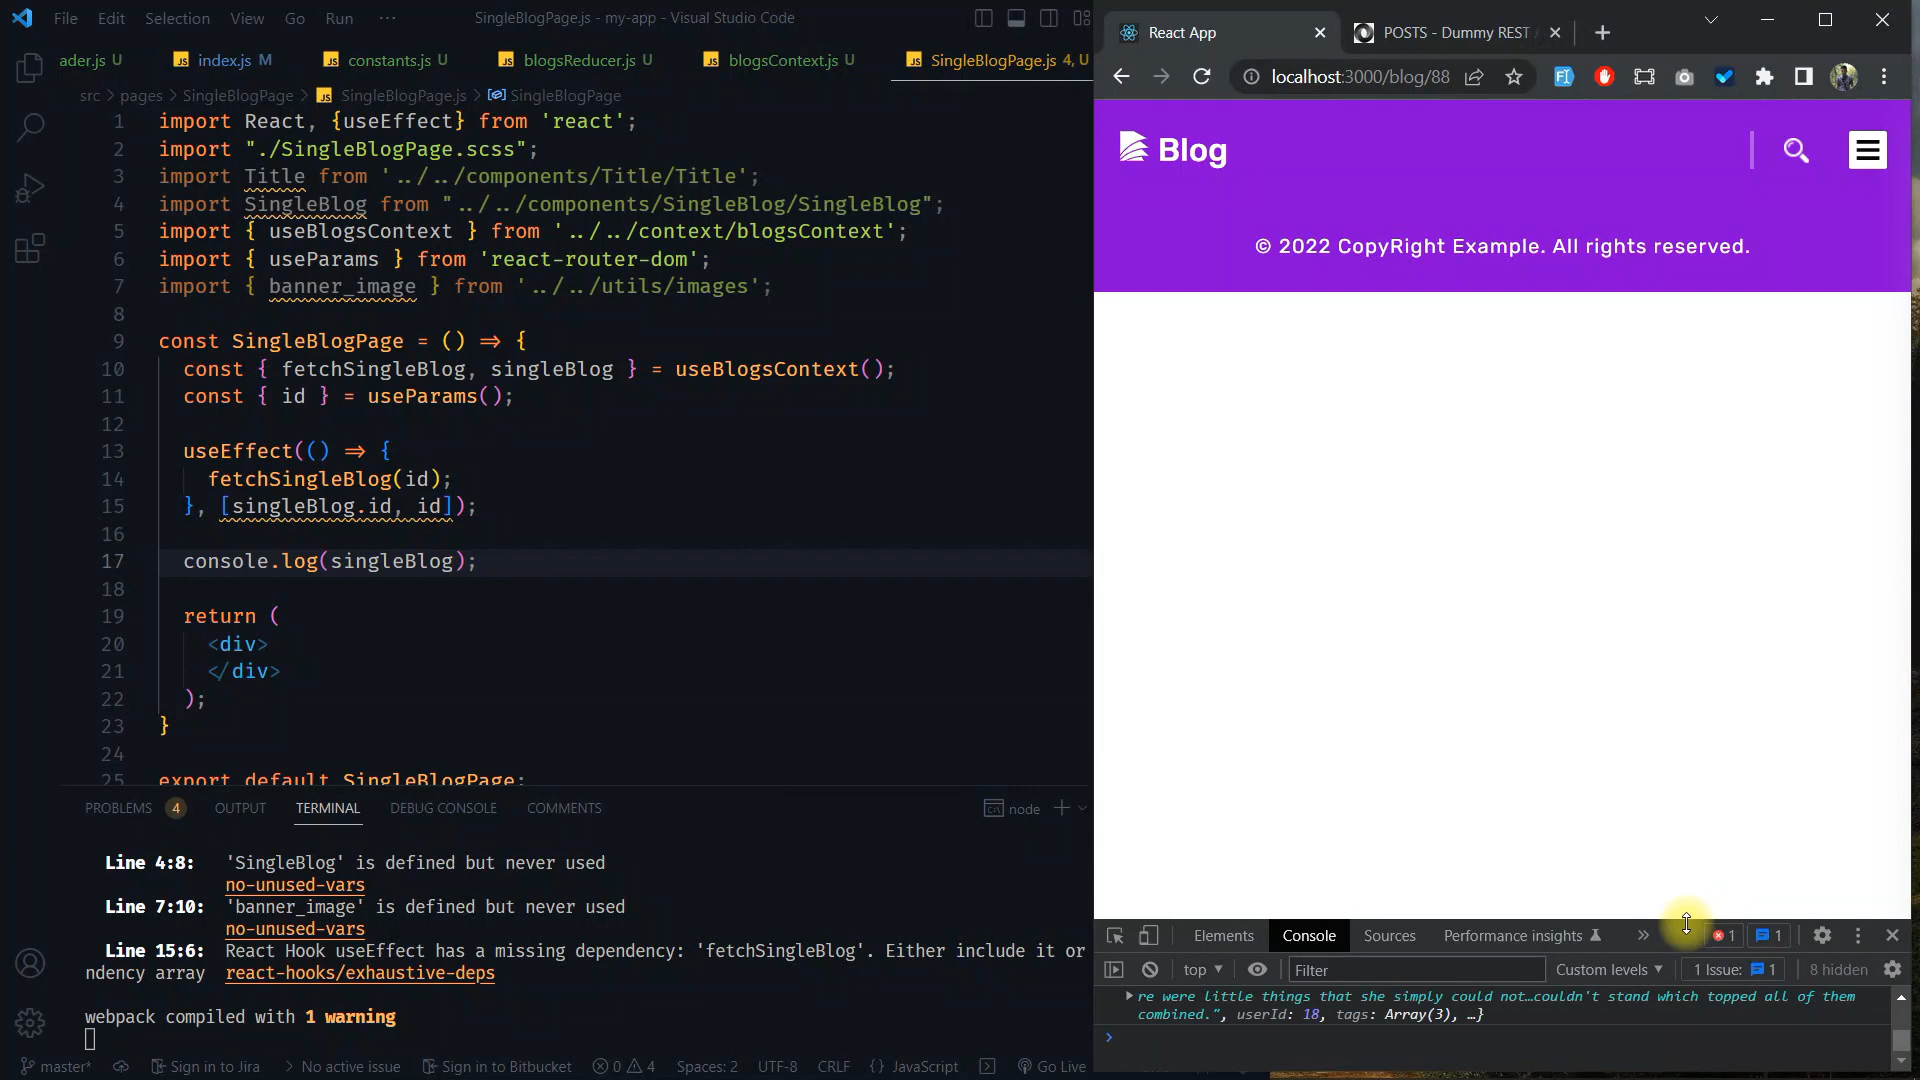 File Edit Selection View Go Run ··· SingleBlogPage.js - my-app - Visual Studio Code
ader.js U index.js M constants.js U blogsReducer.js U blogsContext.js U SingleBlogPage.js 4, U
src > pages > SingleBlogPage > SingleBlogPage.js > SingleBlogPage
1 import React, {useEffect} from 'react';
2 import "./SingleBlogPage.scss";
3 import Title from '../../components/Title/Title';
4 import SingleBlog from "../../components/SingleBlog/SingleBlog";
5 import { useBlogsContext } from '../../context/blogsContext';
6 import { useParams } from 'react-router-dom';
7 import { banner_image } from '../../utils/images';
8
9 const SingleBlogPage = () => {
10 const { fetchSingleBlog, singleBlog } = useBlogsContext();
11 const { id } = useParams();
12
13 useEffect(() => {
14 fetchSingleBlog(id);
15 }, [singleBlog.id, id]);
16
17 console.log(singleBlog);
18
19 return (
20 <div>
21 </div>
22 );
23 }
24
25 export default SingleBlogPage;
PROBLEMS 4 OUTPUT TERMINAL DEBUG CONSOLE COMMENTS node
Line 4:8: 'SingleBlog' is defined but never used
no-unused-vars
Line 7:10: 'banner_image' is defined but never used
no-unused-vars
Line 15:6: React Hook useEffect has a missing dependency: 'fetchSingleBlog'. Either include it or
ndency array react-hooks/exhaustive-deps
webpack compiled with 1 warning
master* Sign in to Jira No active issue Sign in to Bitbucket 0 4 Spaces: 2 UTF-8 CRLF {} JavaScript Go Live
React App POSTS - Dummy REST
localhost:3000/blog/88
Blog
© 2022 CopyRight Example. All rights reserved.
Elements Console Sources Performance insights » 1 1
top Filter Custom levels 1 Issue: 1 8 hidden
re were little things that she simply could not…couldn't stand which topped all of them
combined.", userId: 18, tags: Array(3), …}